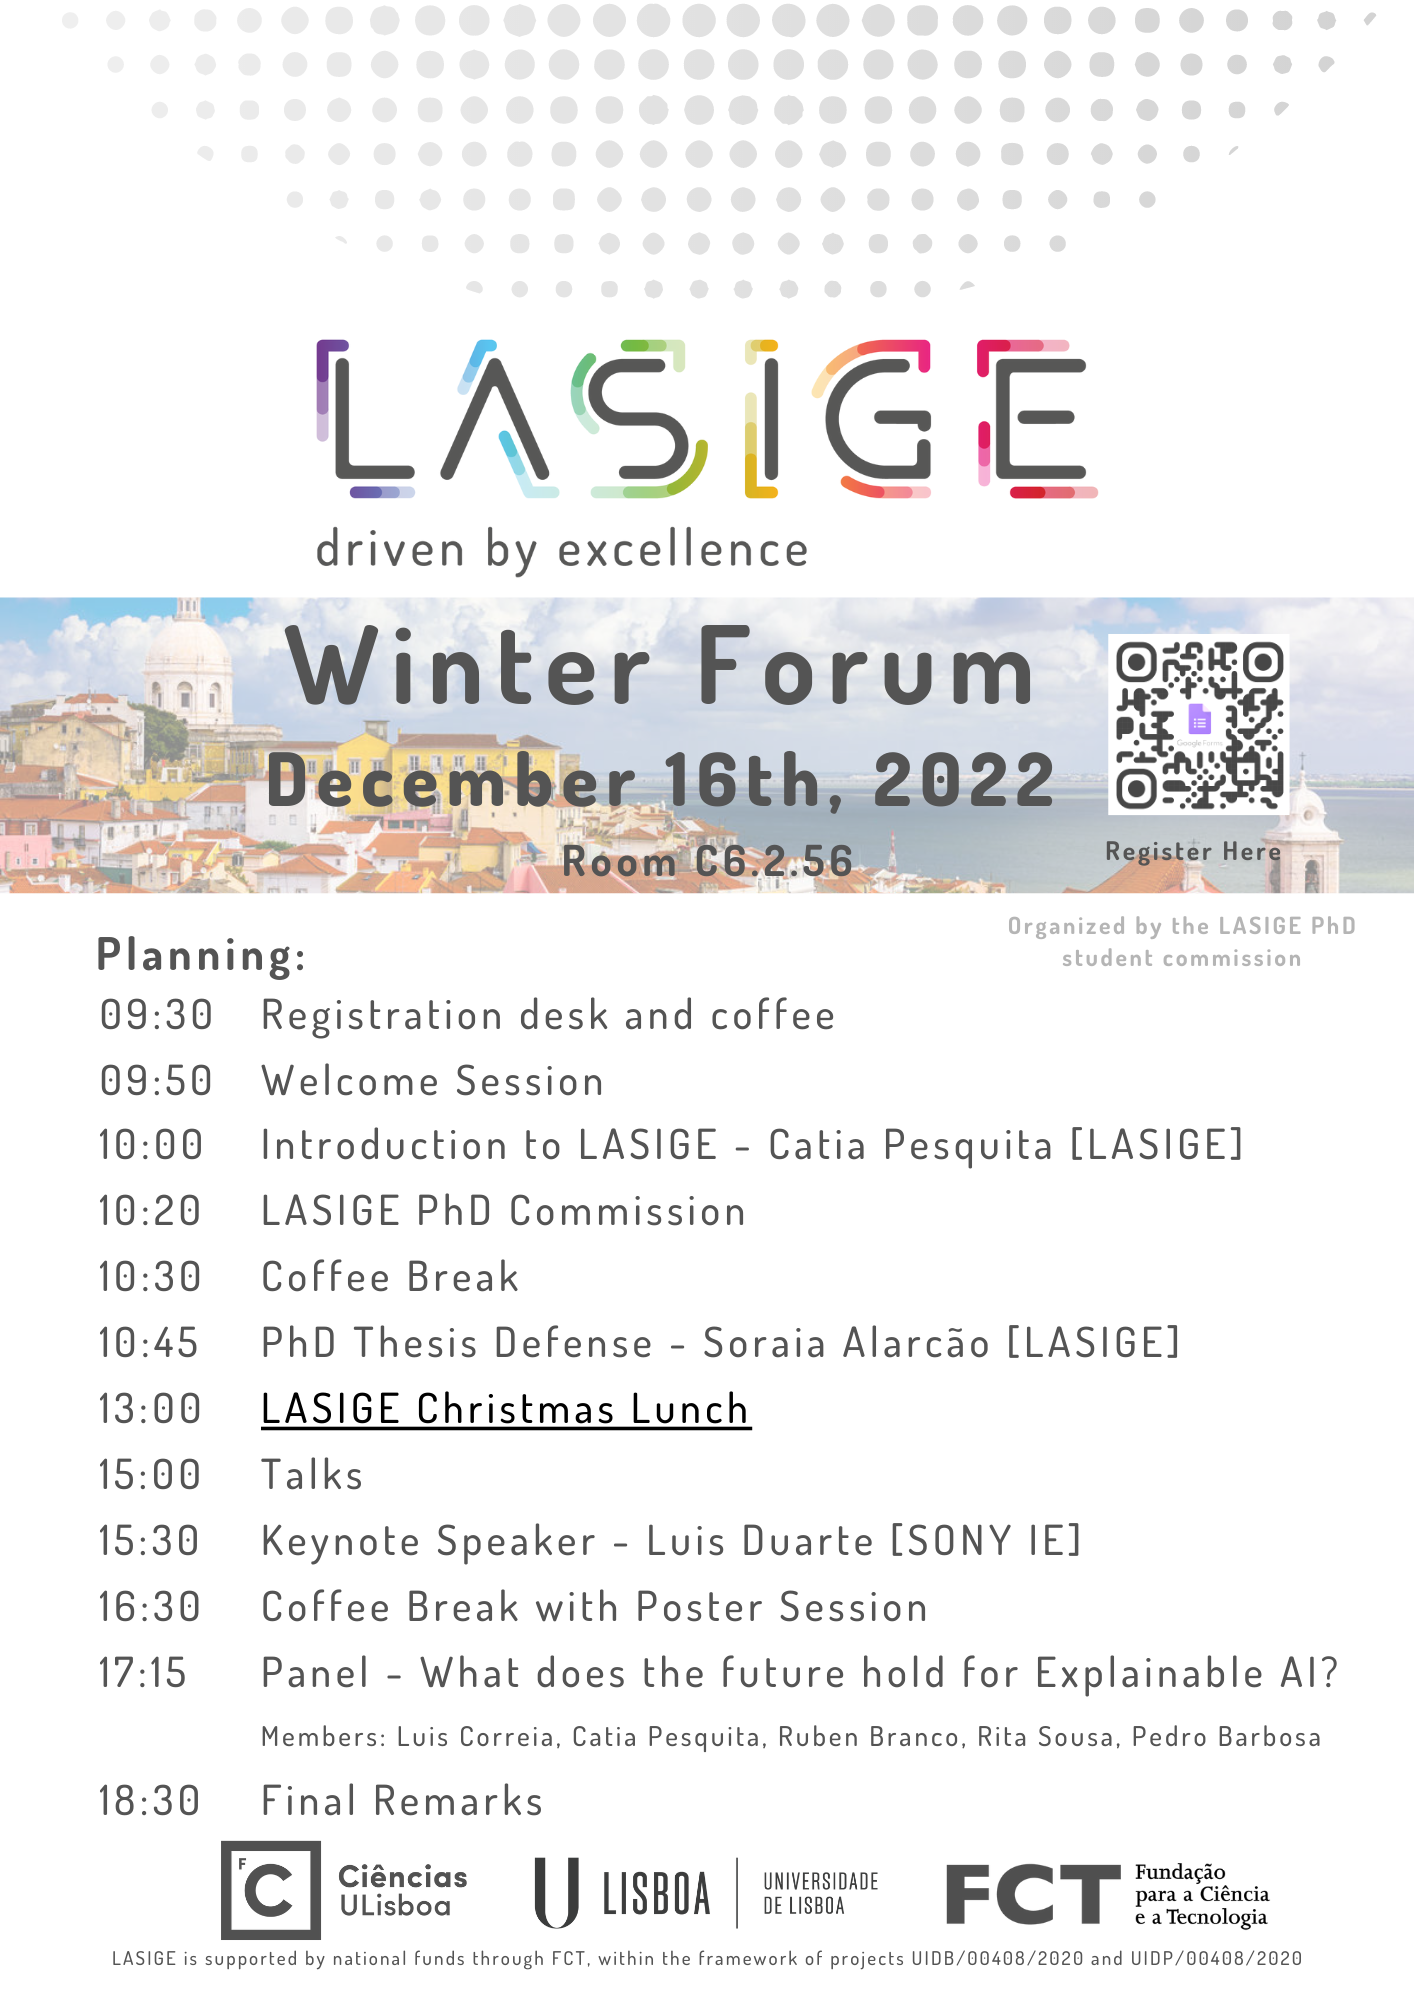 LASIGE
driven by excellence
Winter Forum
December 16th, 2022
Room C6.2.56
Google Forms
Register Here
Organized by the LASIGE PhD
student commission
Planning:
09:30 Registration desk and coffee
09:50 Welcome Session
10:00 Introduction to LASIGE - Catia Pesquita [LASIGE]
10:20 LASIGE PhD Commission
10:30 Coffee Break
10:45 PhD Thesis Defense - Soraia Alarcão [LASIGE]
13:00 LASIGE Christmas Lunch
15:00 Talks
15:30 Keynote Speaker - Luis Duarte [SONY IE]
16:30 Coffee Break with Poster Session
17:15 Panel - What does the future hold for Explainable AI?
Members: Luis Correia, Catia Pesquita, Ruben Branco, Rita Sousa, Pedro Barbosa
18:30 Final Remarks
F C Ciências ULisboa
U LISBOA | UNIVERSIDADE DE LISBOA
FCT Fundação para a Ciência e a Tecnologia
LASIGE is supported by national funds through FCT, within the framework of projects UIDB/00408/2020 and UIDP/00408/2020